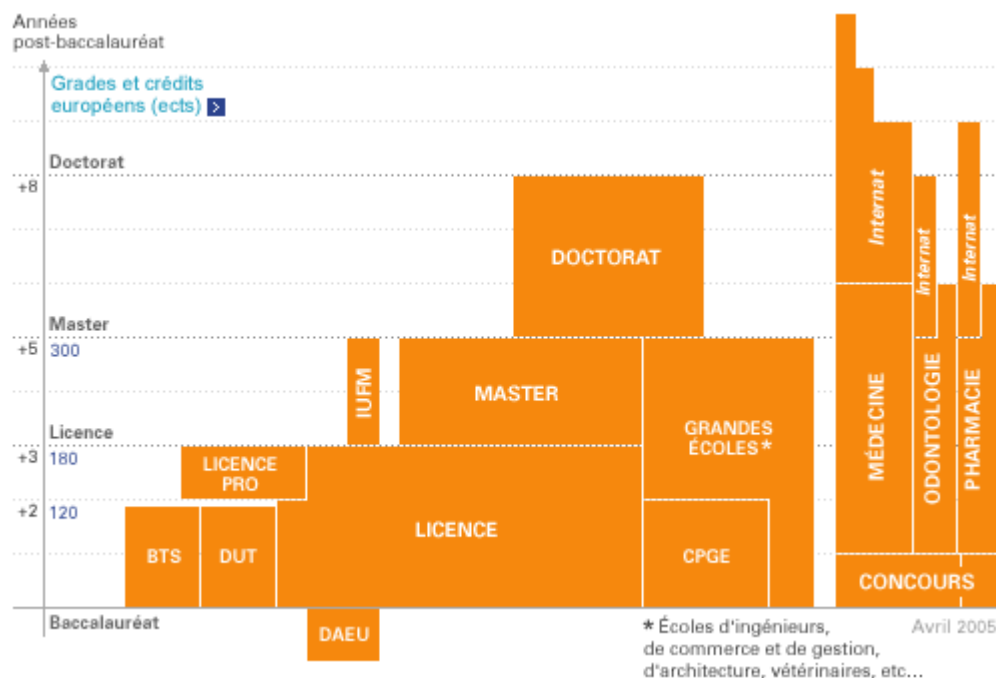 Années
post-baccalauréat
Grades et crédits
européens (ects)
Doctorat
+8
DOCTORAT
Internat
Internat
Internat
Master
+5
300
IUFM
MASTER
GRANDES
ÉCOLES*
MÉDECINE
ODONTOLOGIE
PHARMACIE
Licence
+3
180
LICENCE
PRO
+2
120
LICENCE
BTS
DUT
CPGE
CONCOURS
Baccalauréat
DAEU
* Écoles d'ingénieurs,
de commerce et de gestion,
d'architecture, vétérinaires, etc...
Avril 2005